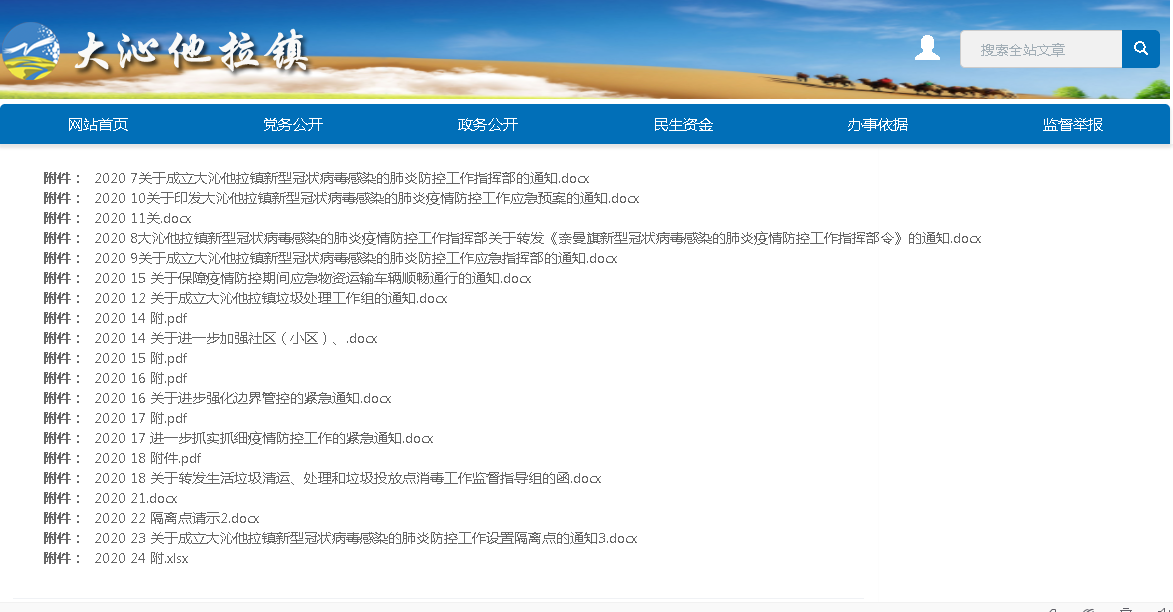 大沁他拉镇
搜索全站文章
网站首页 党务公开 政务公开 民生资金 办事依据 监督举报
附件： 2020 7关于成立大沁他拉镇新型冠状病毒感染的肺炎防控工作指挥部的通知.docx
附件： 2020 10关于印发大沁他拉镇新型冠状病毒感染的肺炎疫情防控工作应急预案的通知.docx
附件： 2020 11关.docx
附件： 2020 8大沁他拉镇新型冠状病毒感染的肺炎疫情防控工作指挥部关于转发《奈曼旗新型冠状病毒感染的肺炎疫情防控工作指挥部令》的通知.docx
附件： 2020 9关于成立大沁他拉镇新型冠状病毒感染的肺炎防控工作应急指挥部的通知.docx
附件： 2020 15 关于保障疫情防控期间应急物资运输车辆顺畅通行的通知.docx
附件： 2020 12 关于成立大沁他拉镇垃圾处理工作组的通知.docx
附件： 2020 14 附.pdf
附件： 2020 14 关于进一步加强社区（小区）、.docx
附件： 2020 15 附.pdf
附件： 2020 16 附.pdf
附件： 2020 16 关于进步强化边界管控的紧急通知.docx
附件： 2020 17 附.pdf
附件： 2020 17 进一步抓实抓细疫情防控工作的紧急通知.docx
附件： 2020 18 附件.pdf
附件： 2020 18 关于转发生活垃圾清运、处理和垃圾投放点消毒工作监督指导组的函.docx
附件： 2020 21.docx
附件： 2020 22 隔离点请示2.docx
附件： 2020 23 关于成立大沁他拉镇新型冠状病毒感染的肺炎防控工作设置隔离点的通知3.docx
附件： 2020 24 附.xlsx